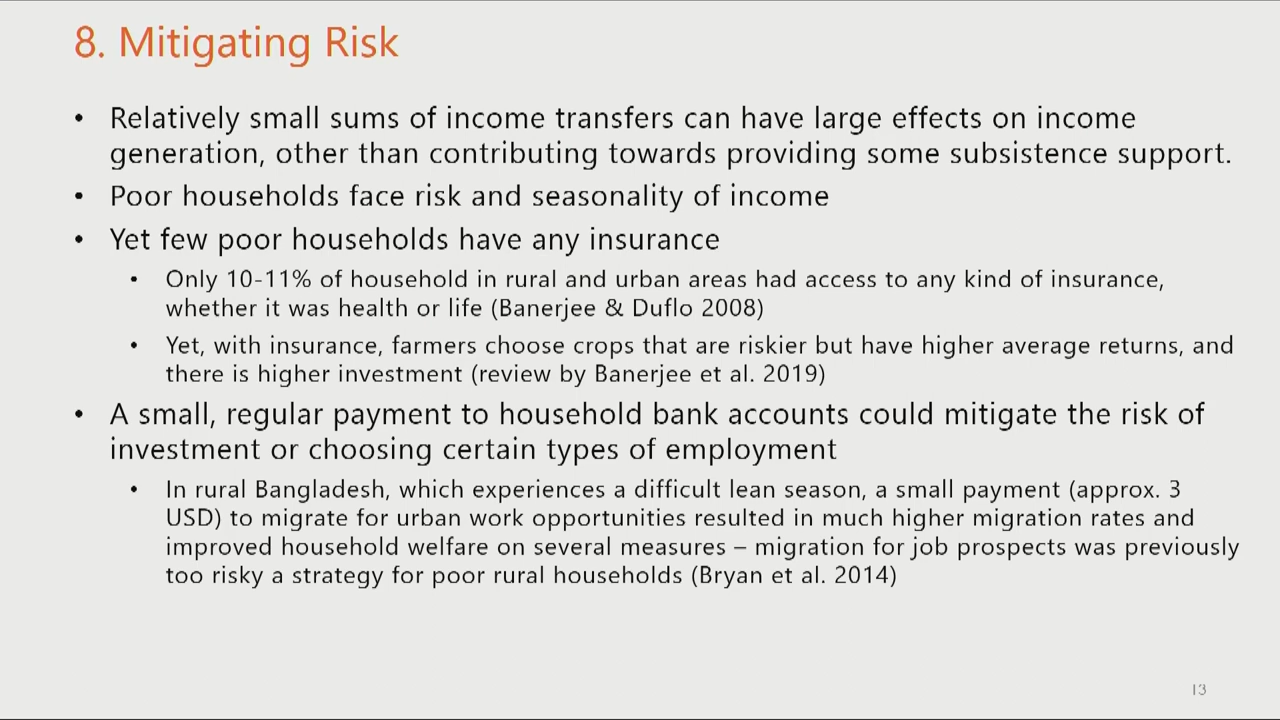 8. Mitigating Risk
• Relatively small sums of income transfers can have large effects on income
generation, other than contributing towards providing some subsistence support.
• Poor households face risk and seasonality of income
• Yet few poor households have any insurance
• Only 10-11% of household in rural and urban areas had access to any kind of insurance,
whether it was health or life (Banerjee & Duflo 2008)
• Yet, with insurance, farmers choose crops that are riskier but have higher average returns, and
there is higher investment (review by Banerjee et al. 2019)
• A small, regular payment to household bank accounts could mitigate the risk of
investment or choosing certain types of employment
• In rural Bangladesh, which experiences a difficult lean season, a small payment (approx. 3
USD) to migrate for urban work opportunities resulted in much higher migration rates and
improved household welfare on several measures – migration for job prospects was previously
too risky a strategy for poor rural households (Bryan et al. 2014)
13